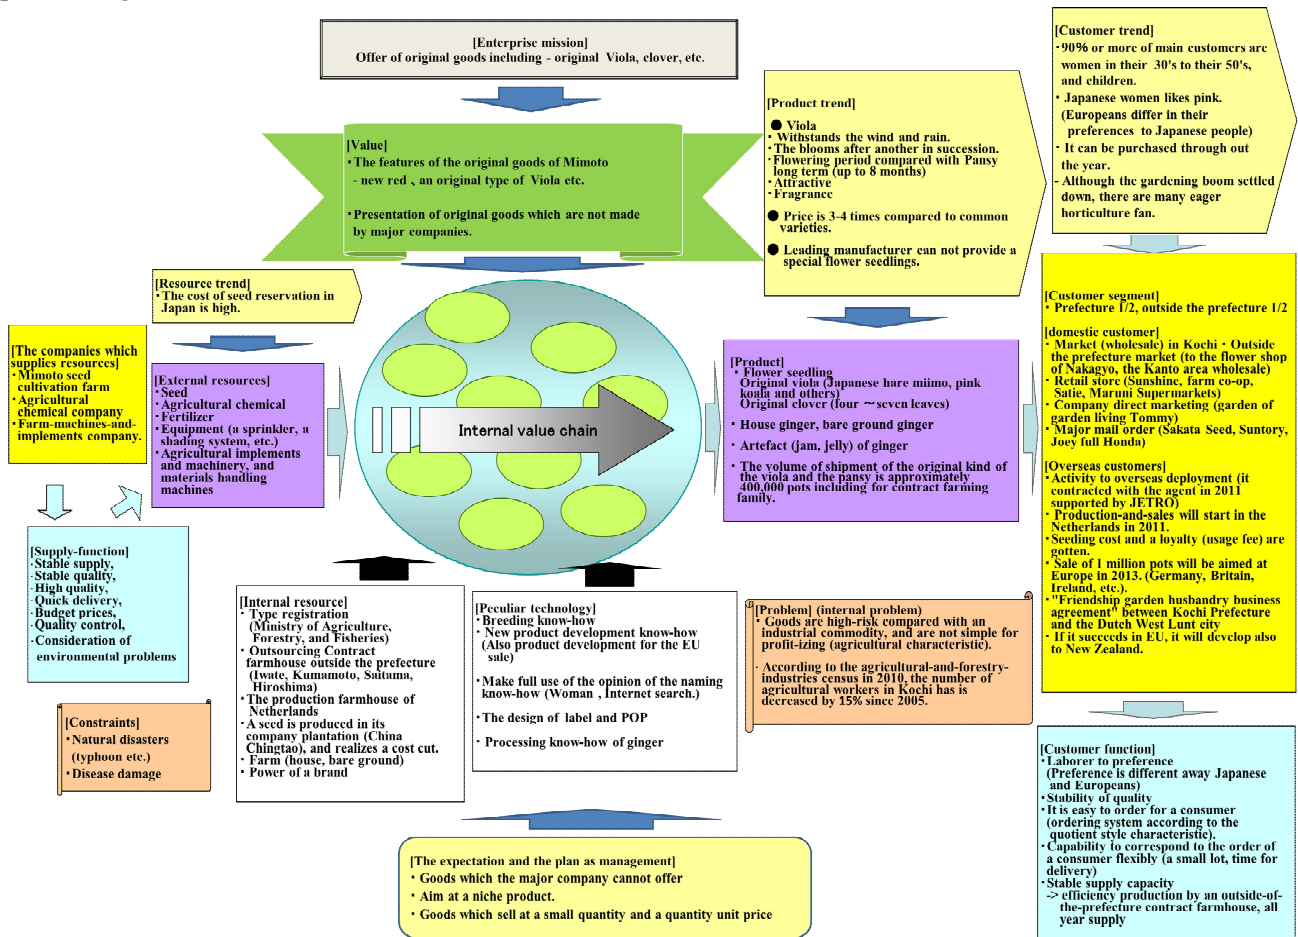 [Enterprise mission]
Offer of original goods including - original Viola, clover, etc.
[Value]
・The features of the original goods of Mimoto
- new red 、an original type of Viola etc.
・Presentation of original goods which are not made
by major companies.
[Product trend]
● Viola
・Withstands the wind and rain.
・The blooms after another in succession.
・Flowering period compared with Pansy
long term (up to 8 months)
・Attractive
・Fragrance
● Price is 3-4 times compared to common
varieties.
● Leading manufacturer can not provide a
special flower seedlings.
[Customer trend]
・90% or more of main customers are
women in their 30's to their 50's,
and children.
・ Japanese women likes pink.
(Europeans differ in their
preferences to Japanese people)
・ It can be purchased through out
the year.
- Although the gardening boom settled
down, there are many eager
horticulture fan.
[Resource trend]
・The cost of seed reservation in
Japan is high.
[The companies which
supplies resources]
・Mimoto seed
cultivation farm
・Agricultural
chemical company
・Farm-machines-and-
implements company.
[External resources]
・Seed
・Agricultural chemical
・Fertilizer
・Equipment (a sprinkler, a
shading system, etc.)
・Agricultural implements
and machinery, and
materials handling
machines
Internal value chain
[Product]
・ Flower seedling
Original viola (Japanese hare miimo, pink
koala and others)
Original clover (four ～seven leaves)
・ House ginger, bare ground ginger
・ Artefact (jam, jelly) of ginger
・ The volume of shipment of the original kind of
the viola and the pansy is approximately
400,000 pots including for contract farming
family.
[Customer segment]
・ Prefecture 1/2, outside the prefecture 1/2
[domestic customer]
・ Market (wholesale) in Kochi・Outside
the prefecture market (to the flower shop
of Nakagyo, the Kanto area wholesale)
・ Retail store (Sunshine, farm co-op,
Satie, Maruni Supermarkets)
・ Company direct marketing (garden of
garden living Tommy)
・ Major mail order (Sakata Seed, Suntory,
Joey full Honda)
[Overseas customers]
・ Activity to overseas deployment (it
contracted with the agent in 2011
supported by JETRO)
・ Production-and-sales will start in the
Netherlands in 2011.
・Seeding cost and a loyalty (usage fee) are
gotten.
・ Sale of 1 million pots will be aimed at
Europe in 2013. (Germany, Britain,
Ireland, etc.).
・"Friendship garden husbandry business
agreement" between Kochi Prefecture
and the Dutch West Lunt city
・ If it succeeds in EU, it will develop also
to New Zealand.
[Supply-function]
・Stable supply,
・Stable quality,
・High quality,
・Quick delivery,
・Budget prices,
・Quality control,
・Consideration of
environmental problems
[Constraints]
・Natural disasters
(typhoon etc.)
・Disease damage
[Internal resource]
・ Type registration
(Ministry of Agriculture,
Forestry, and Fisheries)
・ Outsourcing Contract
farmhouse outside the prefecture
(Iwate, Kumamoto, Saitama,
Hiroshima)
・The production farmhouse of
Netherlands
・A seed is produced in its
company plantation (China
Chingtao), and realizes a cost cut.
・ Farm (house, bare ground)
・ Power of a brand
[Peculiar technology]
・Breeding know-how
・ New product development know-how
(Also product development for the EU
sale)
・ Make full use of the opinion of the naming
know-how (Woman , Internet search.)
・ The design of label and POP
・ Processing know-how of ginger
[Problem] (internal problem)
・ Goods are high-risk compared with an
industrial commodity, and are not simple for
profit-izing (agricultural characteristic).
・ According to the agricultural-and-forestry-
industries census in 2010, the number of
agricultural workers in Kochi has is
decreased by 15% since 2005.
[Customer function]
・Laborer to preference
(Preference is different away Japanese
and Europeans)
・Stability of quality
・It is easy to order for a consumer
(ordering system according to the
quotient style characteristic).
・Capability to correspond to the order of
a consumer flexibly (a small lot, time for
delivery)
・Stable supply capacity
-> efficiency production by an outside-of-
the-prefecture contract farmhouse, all
year supply
[The expectation and the plan as management]
・ Goods which the major company cannot offer
・ Aim at a niche product.
・ Goods which sell at a small quantity and a quantity unit price